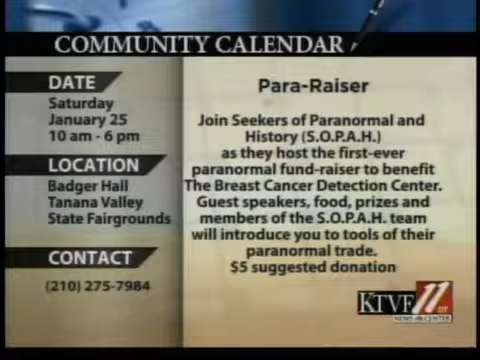 COMMUNITY CALENDAR
DATE
Saturday
January 25
10 am - 6 pm
LOCATION
Badger Hall
Tanana Valley
State Fairgrounds
CONTACT
(210) 275-7984
Para-Raiser
Join Seekers of Paranormal and
History (S.O.P.A.H.)
as they host the first-ever
paranormal fund-raiser to benefit
The Breast Cancer Detection Center.
Guest speakers, food, prizes and
members of the S.O.P.A.H. team
will introduce you to tools of their
paranormal trade.
$5 suggested donation
KTVF 11
NEWS CENTER